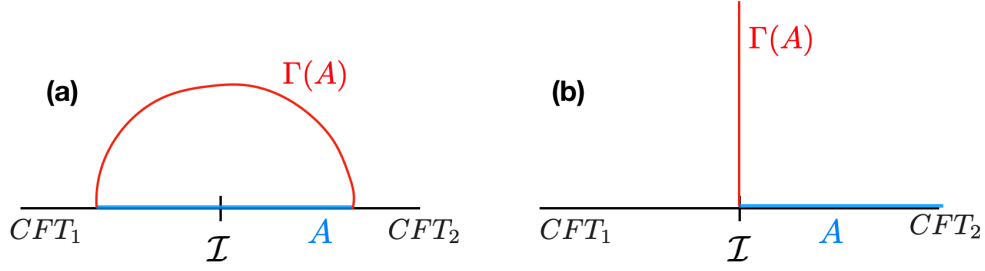 (a)
Γ(A)
CFT₁
𝓘
A
CFT₂
(b)
Γ(A)
CFT₁
𝓘
A
CFT₂